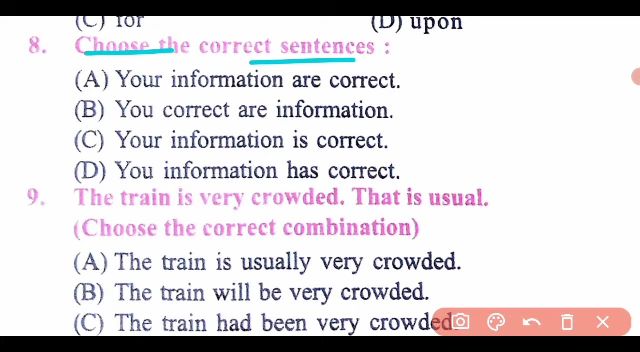 (C) for
(D) upon
8. Choose the correct sentences :
(A) Your information are correct.
(B) You correct are information.
(C) Your information is correct.
(D) You information has correct.
9. The train is very crowded. That is usual.
(Choose the correct combination)
(A) The train is usually very crowded.
(B) The train will be very crowded.
(C) The train had been very crowded.